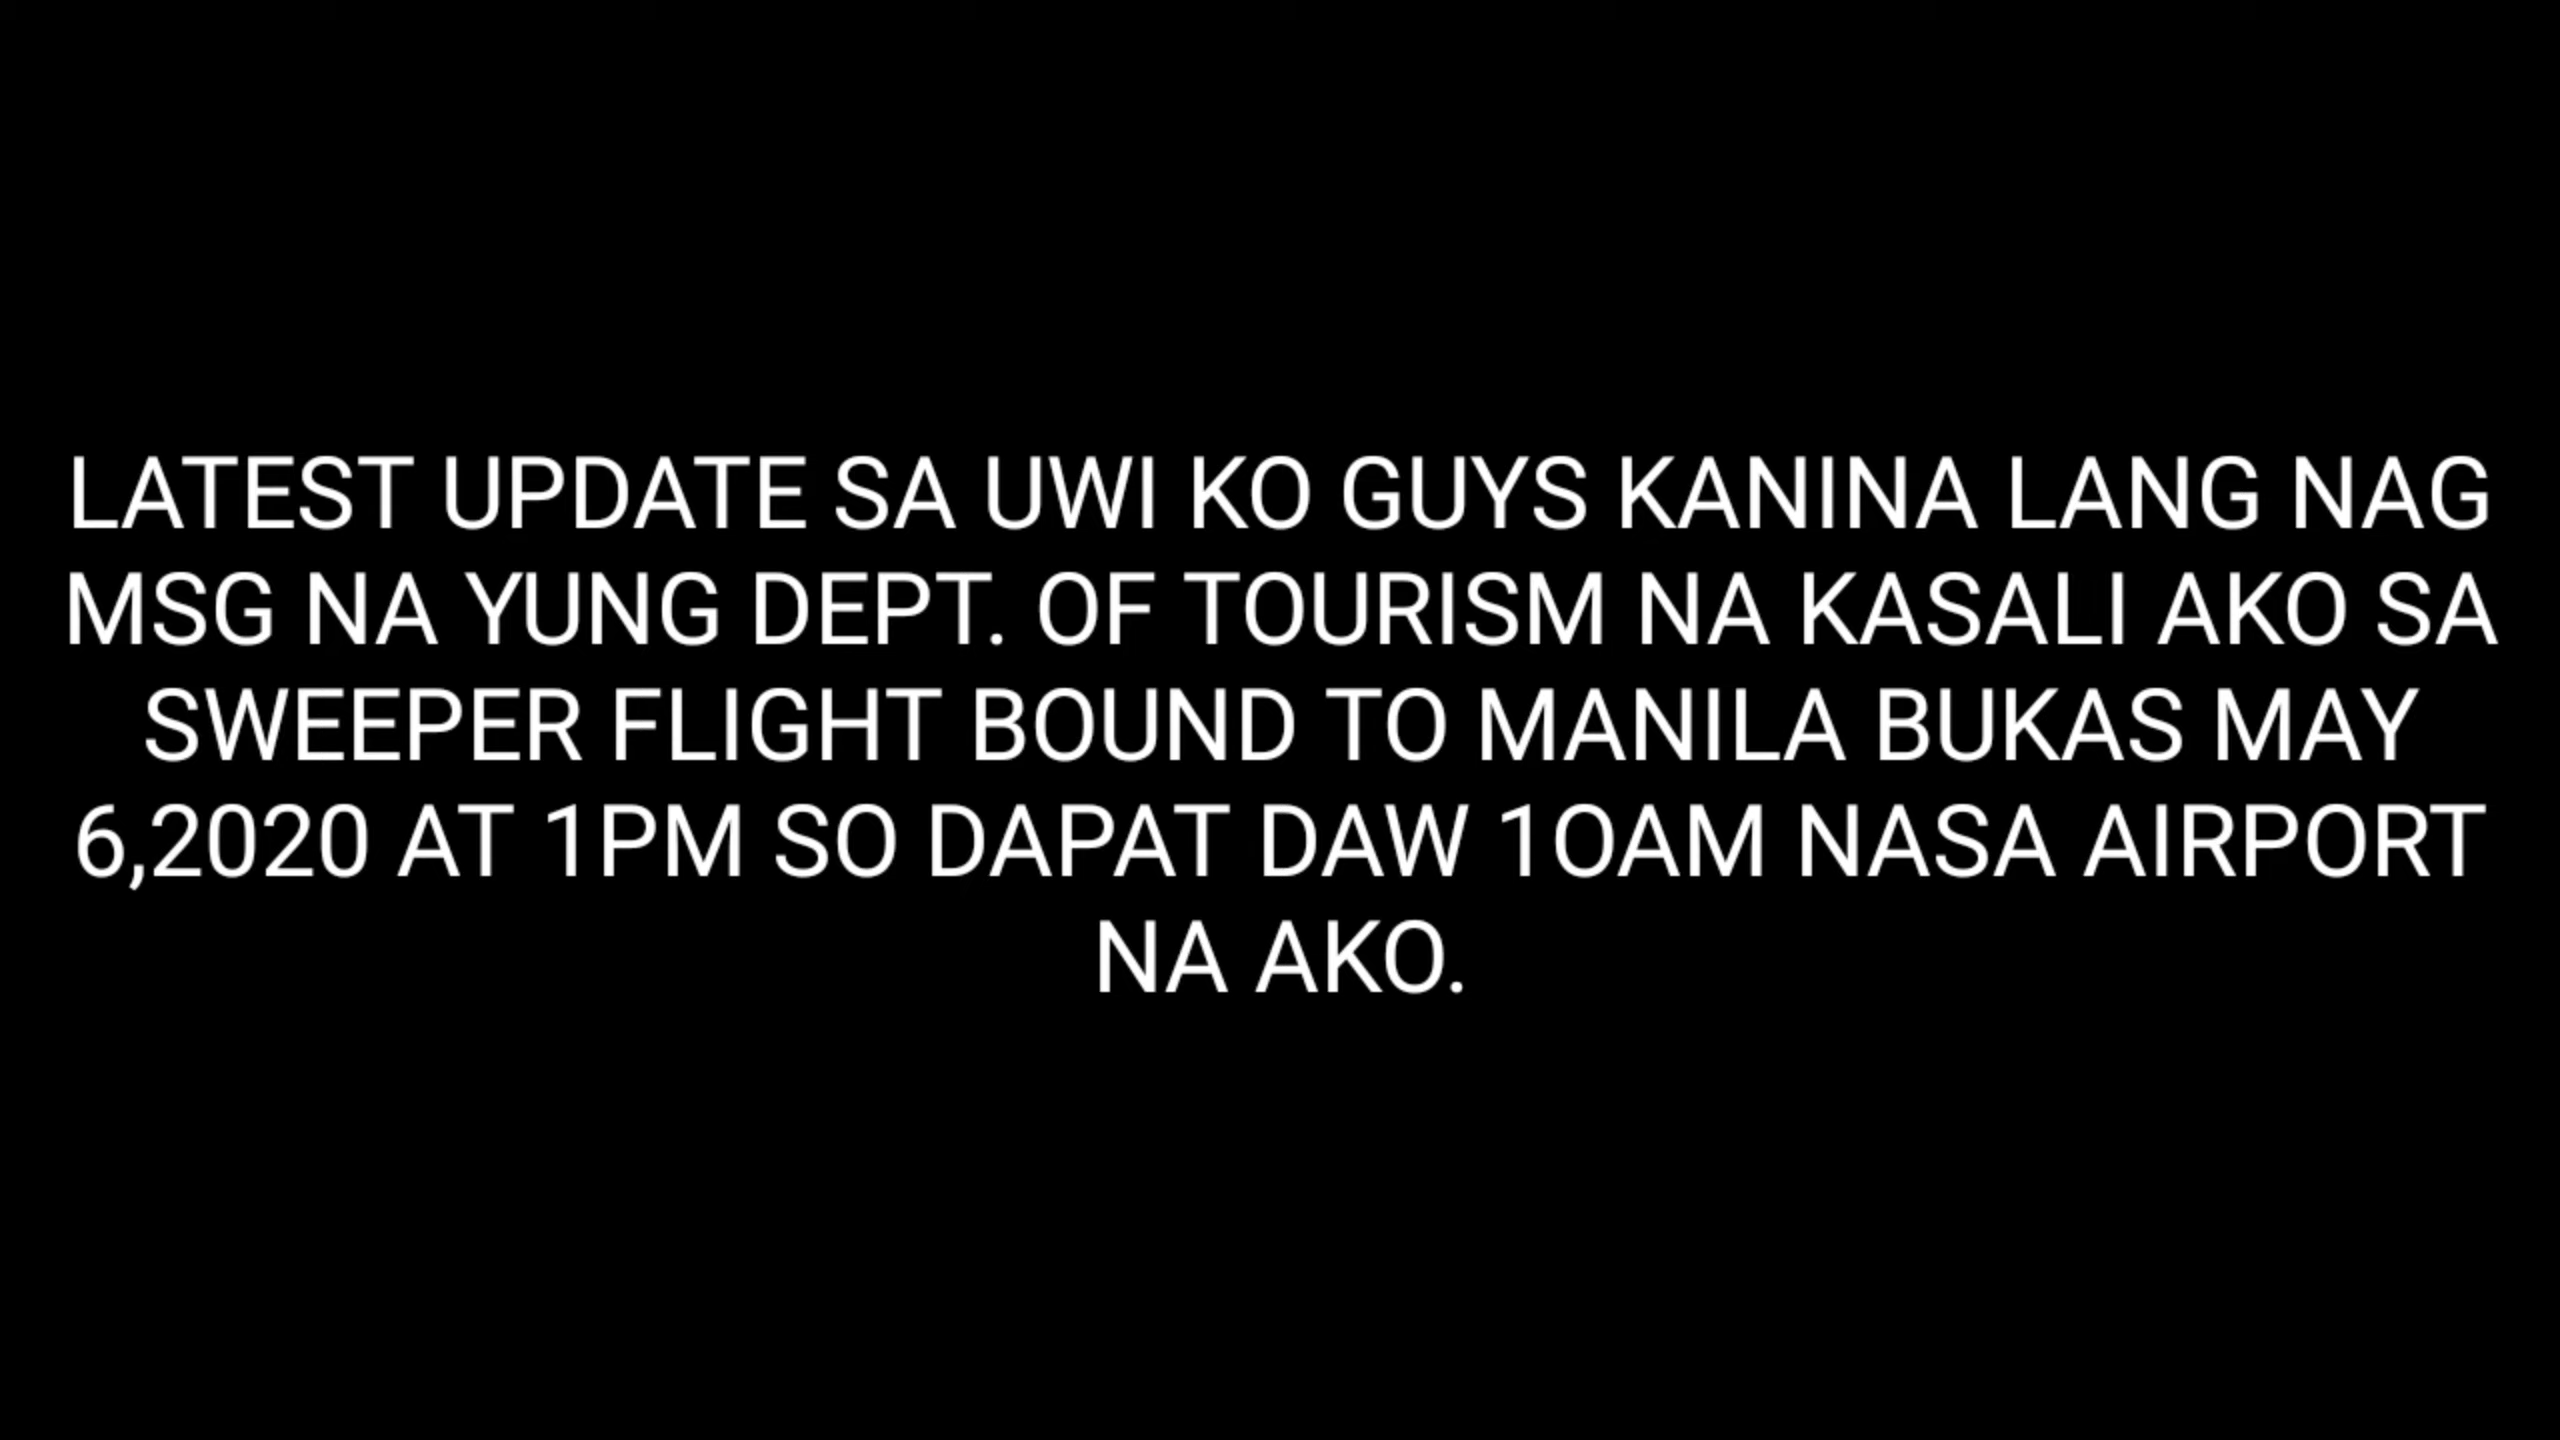 LATEST UPDATE SA UWI KO GUYS KANINA LANG NAG
MSG NA YUNG DEPT. OF TOURISM NA KASALI AKO SA
SWEEPER FLIGHT BOUND TO MANILA BUKAS MAY
6,2020 AT 1PM SO DAPAT DAW 1OAM NASA AIRPORT
NA AKO.